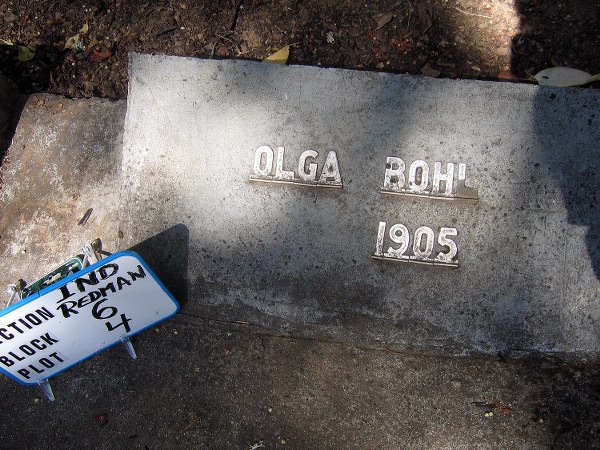 OLGA BOHL
1905
CTION IND
REDMAN
BLOCK 6
PLOT 4